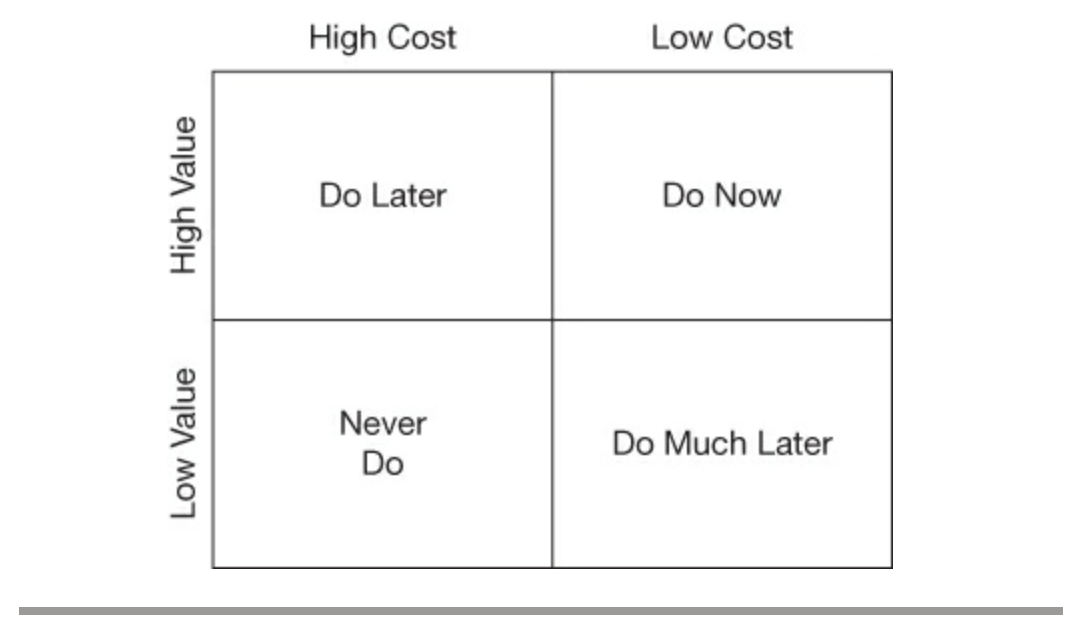 High Cost
Low Cost
High Value
Do Later
Do Now
Low Value
Never
Do
Do Much Later